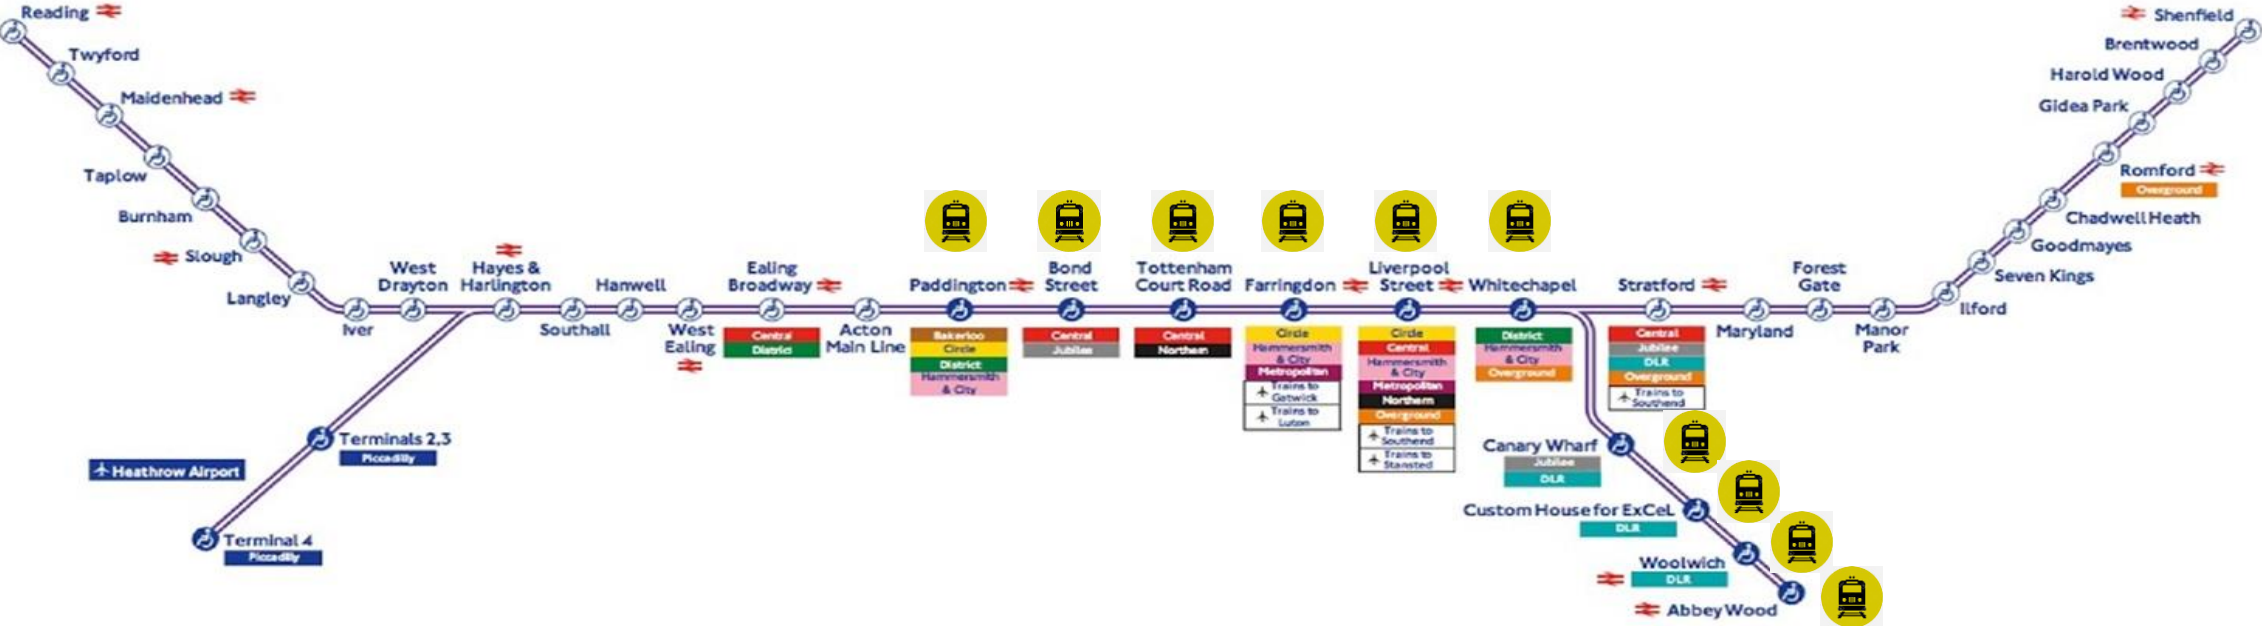 Reading
Twyford
Maidenhead
Taplow
Burnham
Slough
Langley
Iver
West
Drayton
Hayes &
Harlington
Southall
Hanwell
West
Ealing
Ealing
Broadway
Central
District
Acton
Main Line
Paddington
Bakerloo
Circle
District
Hammersmith
& City
Bond
Street
Central
Jubilee
Tottenham
Court Road
Central
Northern
Farringdon
Circle
Hammersmith
& City
Metropolitan
Trains to
Gatwick
Trains to
Luton
Liverpool
Street
Circle
Central
Hammersmith
& City
Metropolitan
Northern
Overground
Trains to
Southend
Trains to
Stansted
Whitechapel
District
Hammersmith
& City
Overground
Stratford
Central
Jubilee
DLR
Overground
Trains to
Southend
Maryland
Forest
Gate
Manor
Park
Ilford
Seven Kings
Goodmayes
Chadwell Heath
Romford
Overground
Gidea Park
Harold Wood
Brentwood
Shenfield
Heathrow Airport
Terminals 2,3
Piccadilly
Terminal 4
Piccadilly
Canary Wharf
Jubilee
DLR
Custom House for ExCeL
DLR
Woolwich
DLR
Abbey Wood